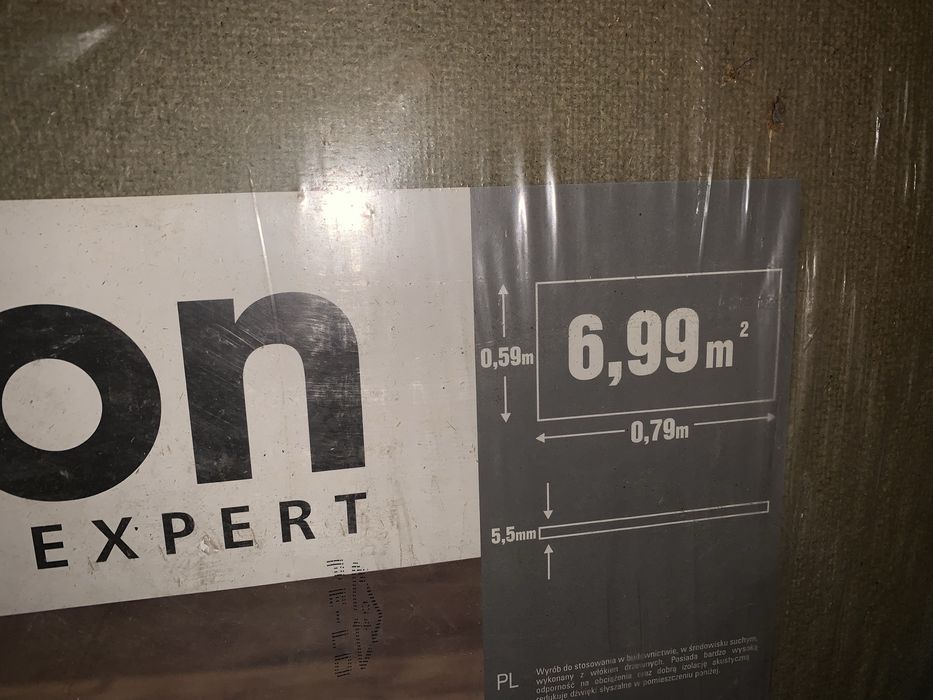 on
EXPERT
6,99m²
0,59m
0,79m
5,5mm
PL
Wyrób do stosowania w budownictwie, w środowisku suchym,
wykonany z włókien drzewnych. Posiada bardzo wysoką
odporność na obciążenia oraz dobrą izolację akustyczną
redukuje dźwięki słyszalne w pomieszczeniu poniżej.